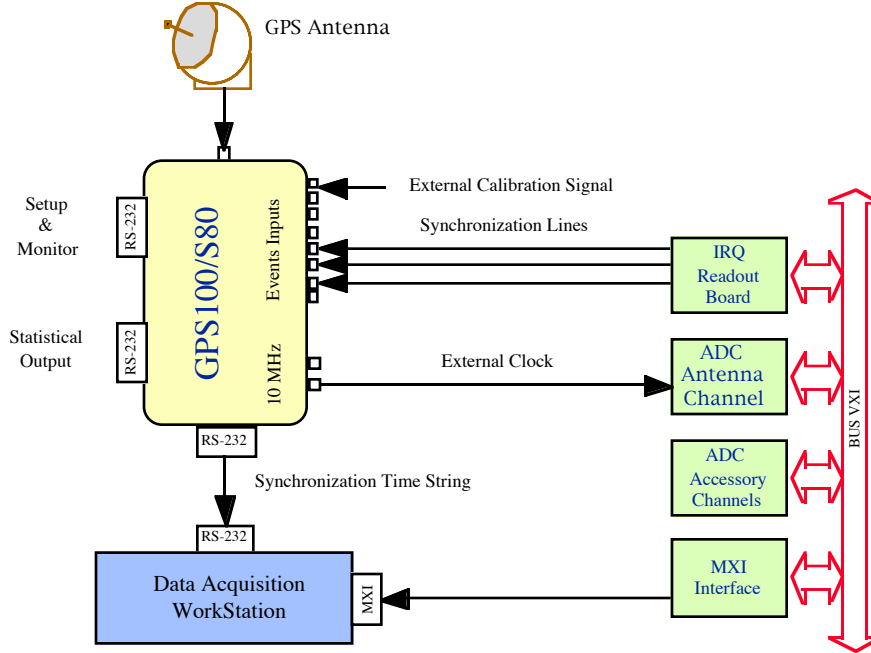 GPS Antenna
External Calibration Signal
Setup
&
Monitor
RS-232
GPS100/S80
Events Inputs
Synchronization Lines
IRQ
Readout
Board
Statistical
Output
RS-232
10 MHz
External Clock
ADC
Antenna
Channel
BUS VXI
RS-232
ADC
Accessory
Channels
Synchronization Time String
RS-232
Data Acquisition
WorkStation
MXI
MXI
Interface